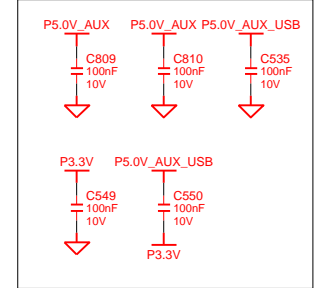 P5.0V_AUX P5.0V_AUX P5.0V_AUX_USB
C809 C810 C535
100nF 100nF 100nF
10V 10V 10V
P3.3V P5.0V_AUX_USB
C549 C550
100nF 100nF
10V 10V
P3.3V